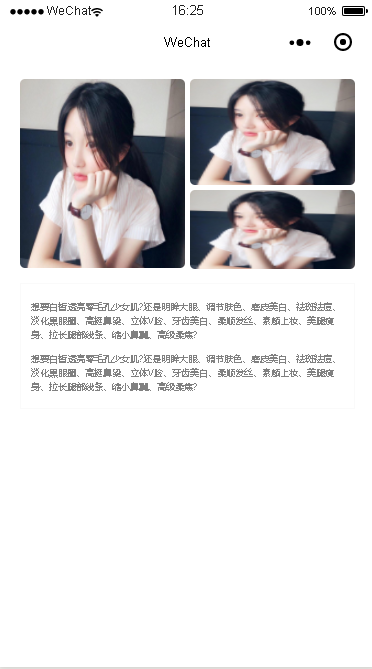 WeChat 16:25 100%
WeChat
想要白皙透亮零毛孔少女肌?还是明眸大眼、调节肤色、磨皮美白、祛斑祛痘、
淡化黑眼圈、高挺鼻梁、立体V脸、牙齿美白、柔顺发丝、素颜上妆、美腿瘦
身、拉长腿部线条、缩小鼻翼、高级柔焦?
想要白皙透亮零毛孔少女肌?还是明眸大眼、调节肤色、磨皮美白、祛斑祛痘、
淡化黑眼圈、高挺鼻梁、立体V脸、牙齿美白、柔顺发丝、素颜上妆、美腿瘦
身、拉长腿部线条、缩小鼻翼、高级柔焦?